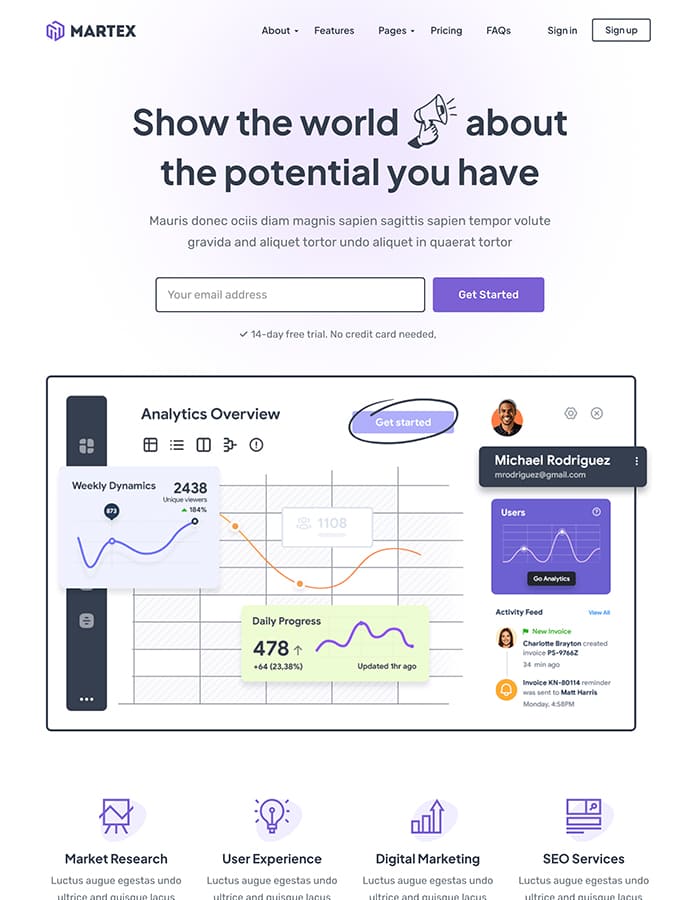 MARTEX
About
Features
Pages
Pricing
FAQs
Sign in
Sign up
Show the world about
the potential you have
Mauris donec ociis diam magnis sapien sagittis sapien tempor volute
gravida and aliquet tortor undo aliquet in quaerat tortor
Your email address
Get Started
14-day free trial. No credit card needed,
Analytics Overview
Get started
Michael Rodriguez
mrodriguez@gmail.com
Weekly Dynamics
2438
Unique viewers
184%
873
1108
Users
Go Analytics
Daily Progress
478
+64 (23,38%)
Updated 1hr ago
Activity Feed
View All
New Invoice
Charlotte Brayton created
invoice PS-9766Z
34 min ago
Invoice KN-80114 reminder
was sent to Matt Harris
Monday, 4:58PM
Market Research
Luctus augue egestas undo
ultrice and quisque lacus
User Experience
Luctus augue egestas undo
ultrice and quisque lacus
Digital Marketing
Luctus augue egestas undo
ultrice and quisque lacus
SEO Services
Luctus augue egestas undo
ultrice and quisque lacus